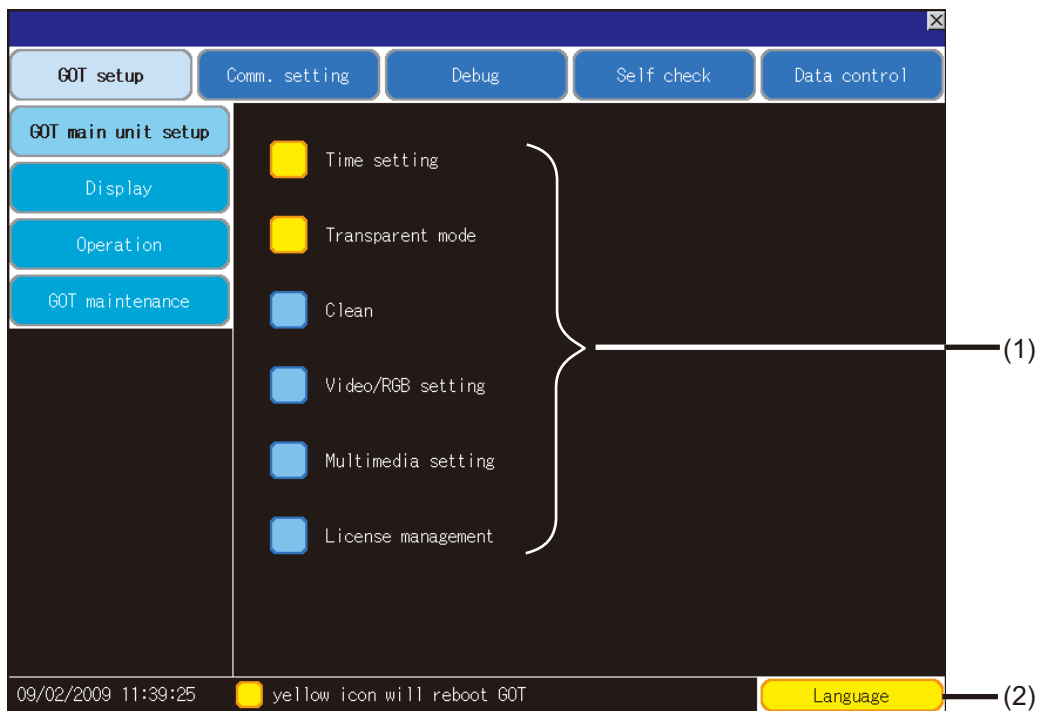 GOT setup
Comm. setting
Debug
Self check
Data control
GOT main unit setup
Display
Operation
GOT maintenance
Time setting
Transparent mode
Clean
Video/RGB setting
Multimedia setting
License management
(1)
09/02/2009 11:39:25
yellow icon will reboot GOT
Language
(2)